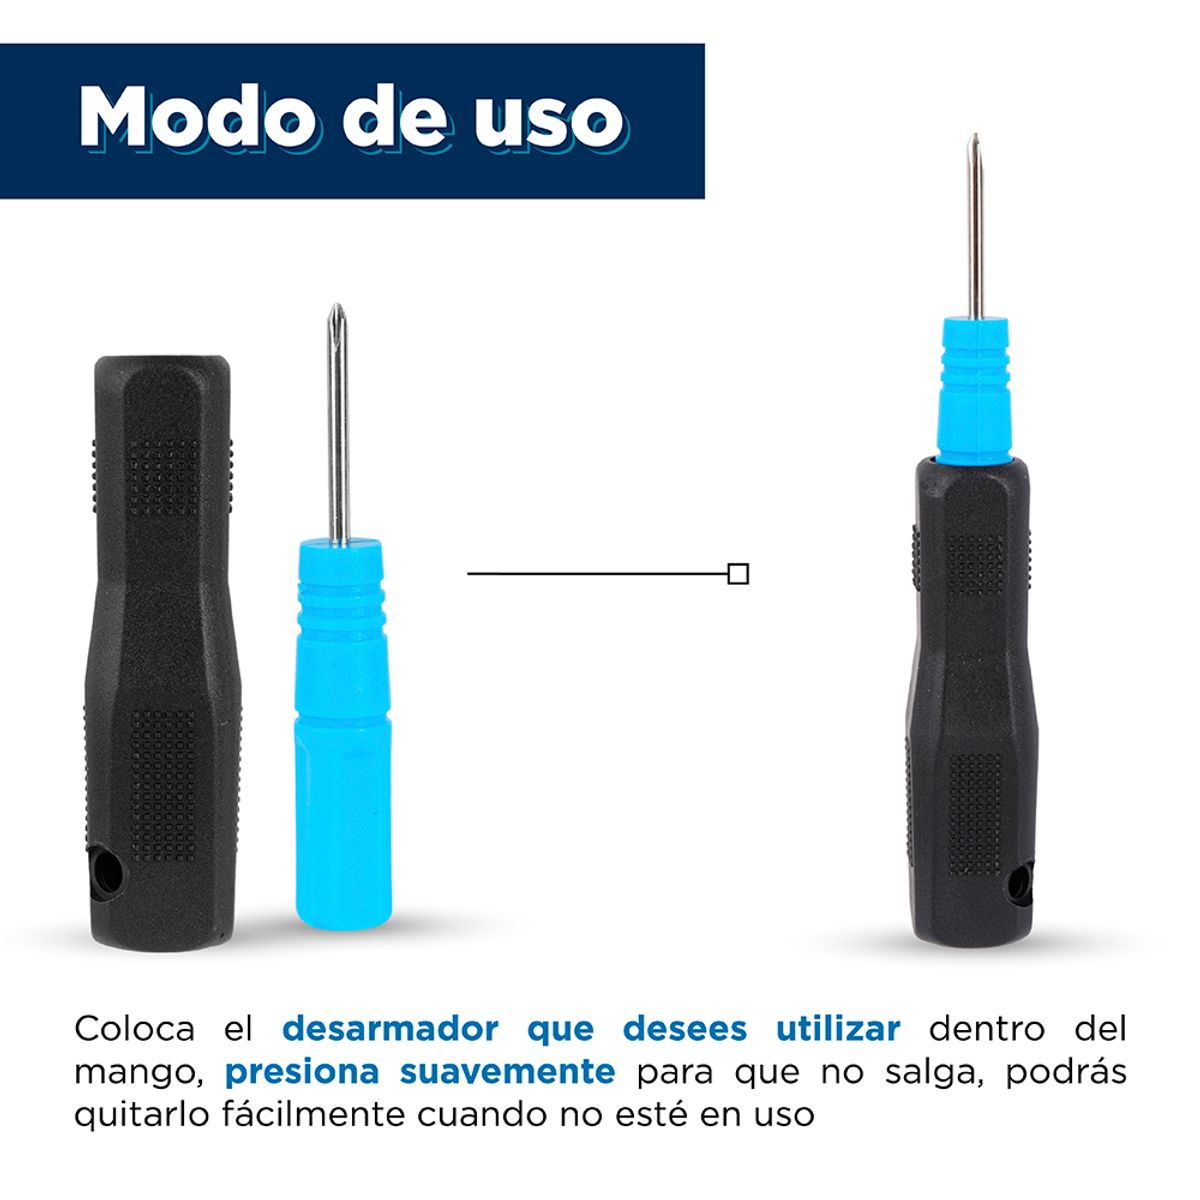 Modo de uso
Coloca el desarmador que desees utilizar dentro del
mango, presiona suavemente para que no salga, podrás
quitarlo fácilmente cuando no esté en uso